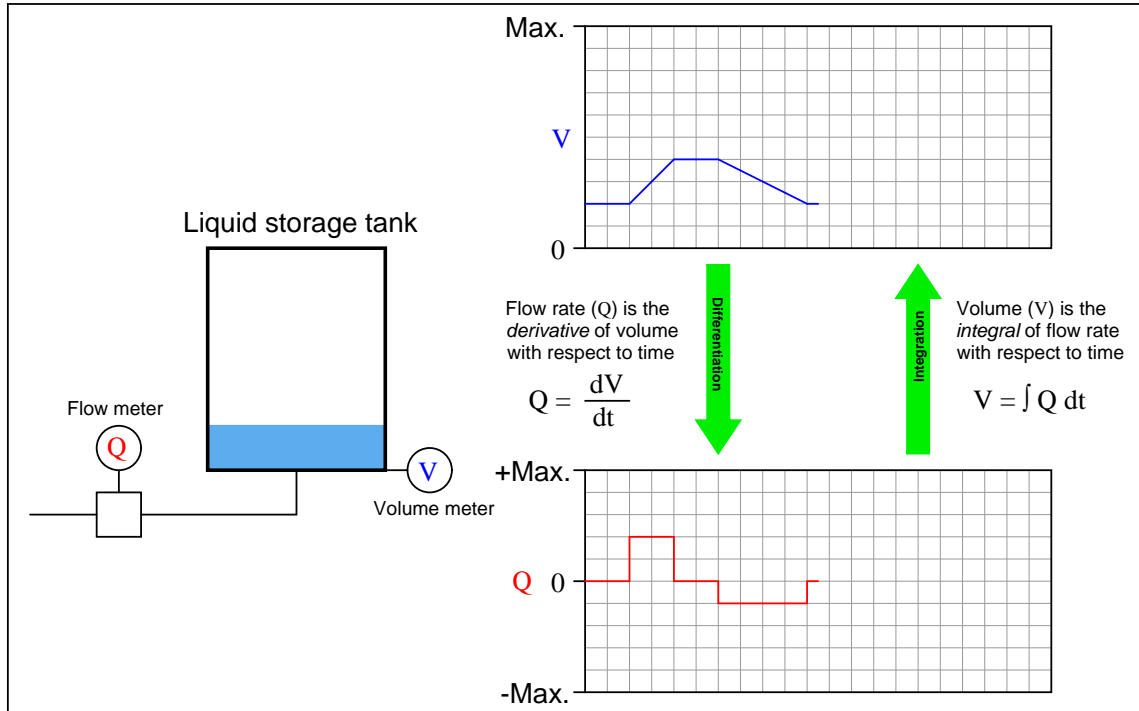 Liquid storage tank
Flow meter
Q
V
Volume meter
Max.
V
0
Flow rate (Q) is the
derivative of volume
with respect to time
Q = dV
dt
Differentiation
Integration
Volume (V) is the
integral of flow rate
with respect to time
V = ∫ Q dt
+Max.
Q 0
-Max.